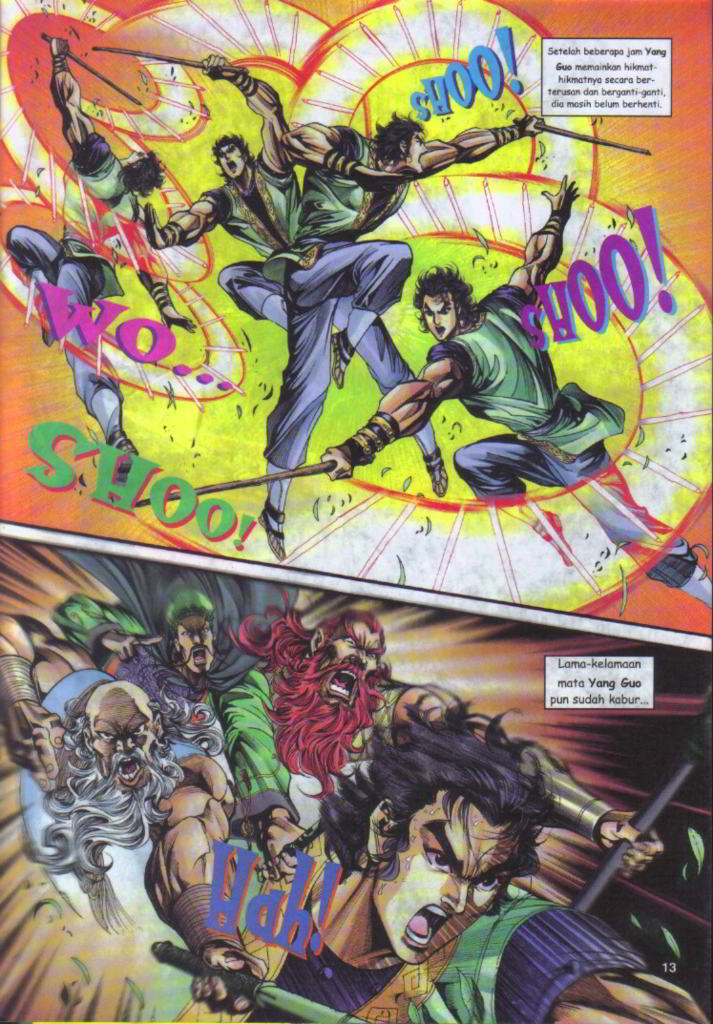 Setelah beberapa jam Yang
Guo memainkan hikmat-
hikmatnya secara ber-
terusan dan berganti-ganti,
dia masih belum berhenti.
SHOO!
SHOO!
WO...
SHOO!
Lama-kelamaan
mata Yang Guo
pun sudah kabur...
Wah!
13